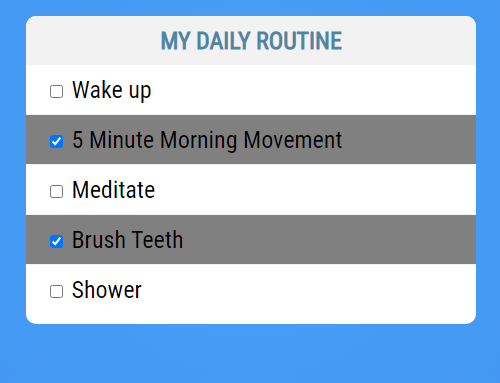 MY DAILY ROUTINE
Wake up
5 Minute Morning Movement
Meditate
Brush Teeth
Shower